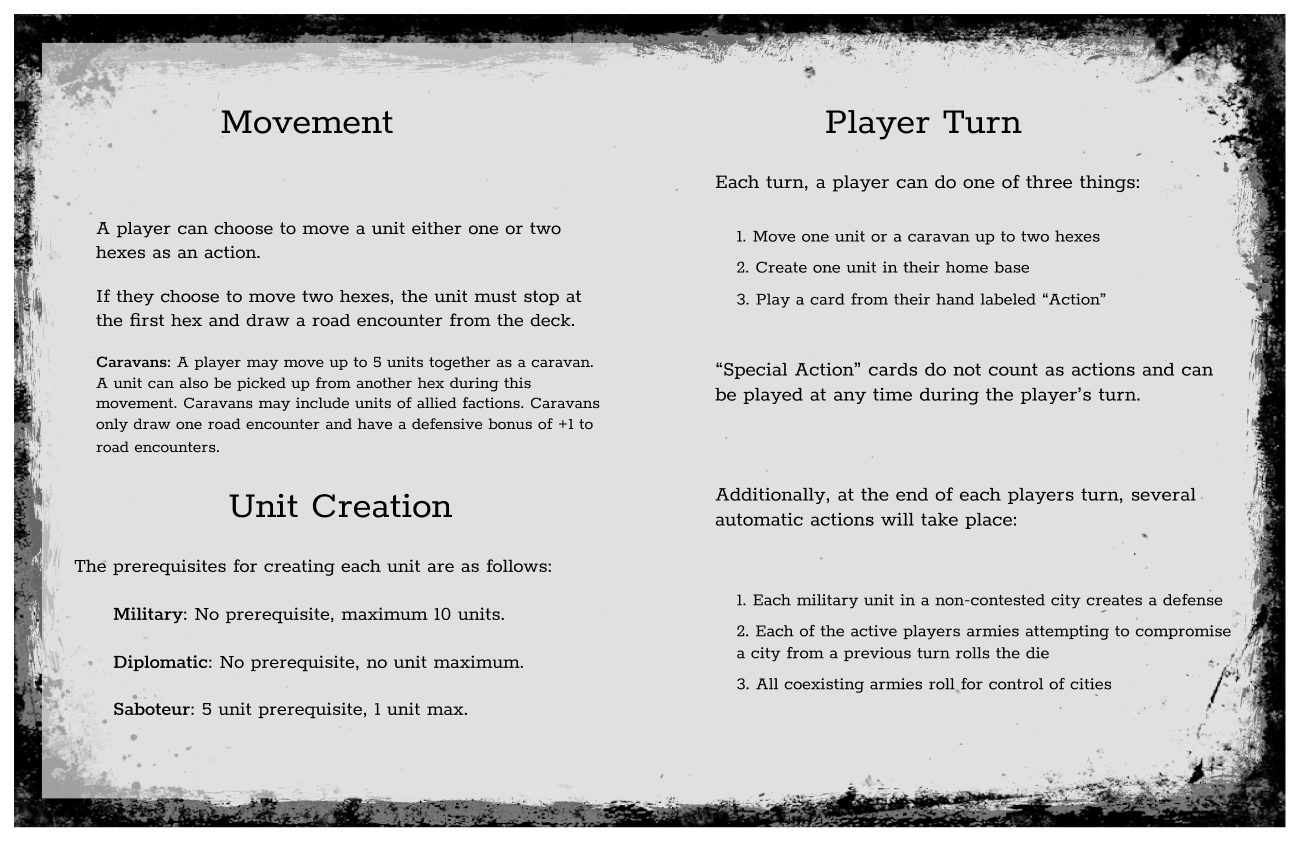 Movement
A player can choose to move a unit either one or two
hexes as an action.
If they choose to move two hexes, the unit must stop at
the first hex and draw a road encounter from the deck.
Caravans: A player may move up to 5 units together as a caravan.
A unit can also be picked up from another hex during this
movement. Caravans may include units of allied factions. Caravans
only draw one road encounter and have a defensive bonus of +1 to
road encounters.
Unit Creation
The prerequisites for creating each unit are as follows:
Military: No prerequisite, maximum 10 units.
Diplomatic: No prerequisite, no unit maximum.
Saboteur: 5 unit prerequisite, 1 unit max.
Player Turn
Each turn, a player can do one of three things:
1. Move one unit or a caravan up to two hexes
2. Create one unit in their home base
3. Play a card from their hand labeled “Action”
“Special Action” cards do not count as actions and can
be played at any time during the player’s turn.
Additionally, at the end of each players turn, several
automatic actions will take place:
1. Each military unit in a non-contested city creates a defense
2. Each of the active players armies attempting to compromise
a city from a previous turn rolls the die
3. All coexisting armies roll for control of cities